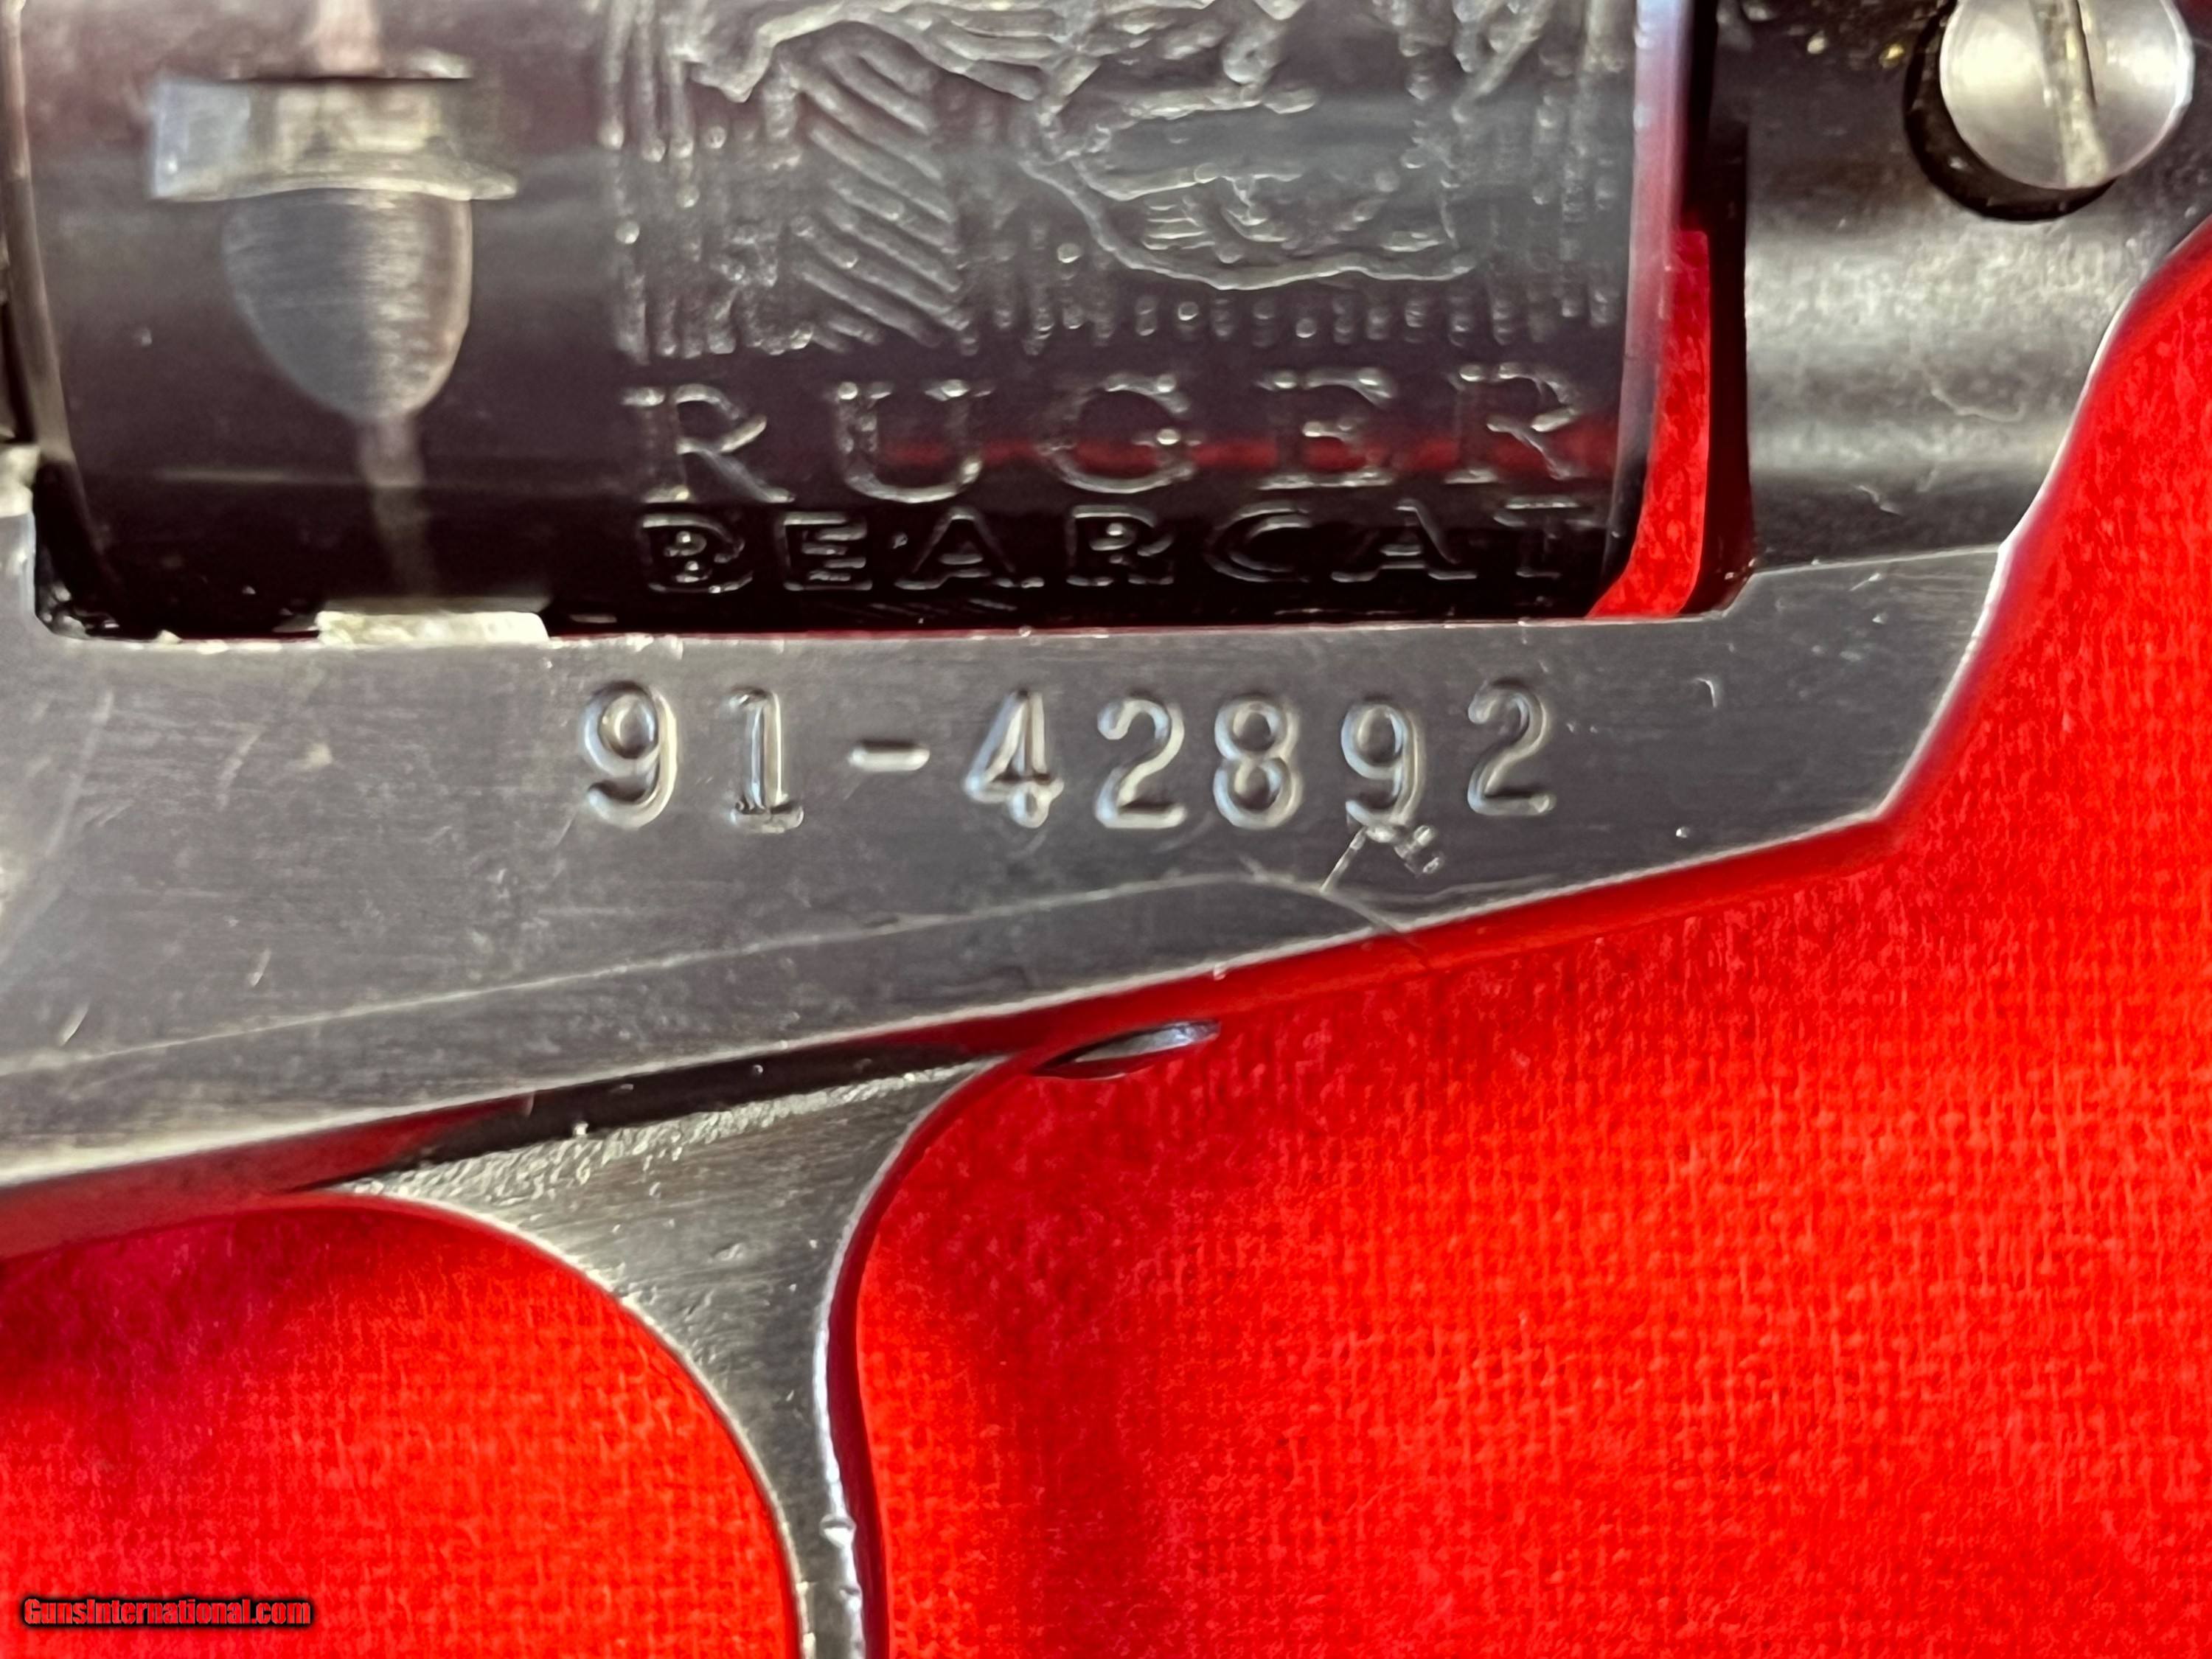 RUGER
BEARCAT
91-42892
GunsInternational.com